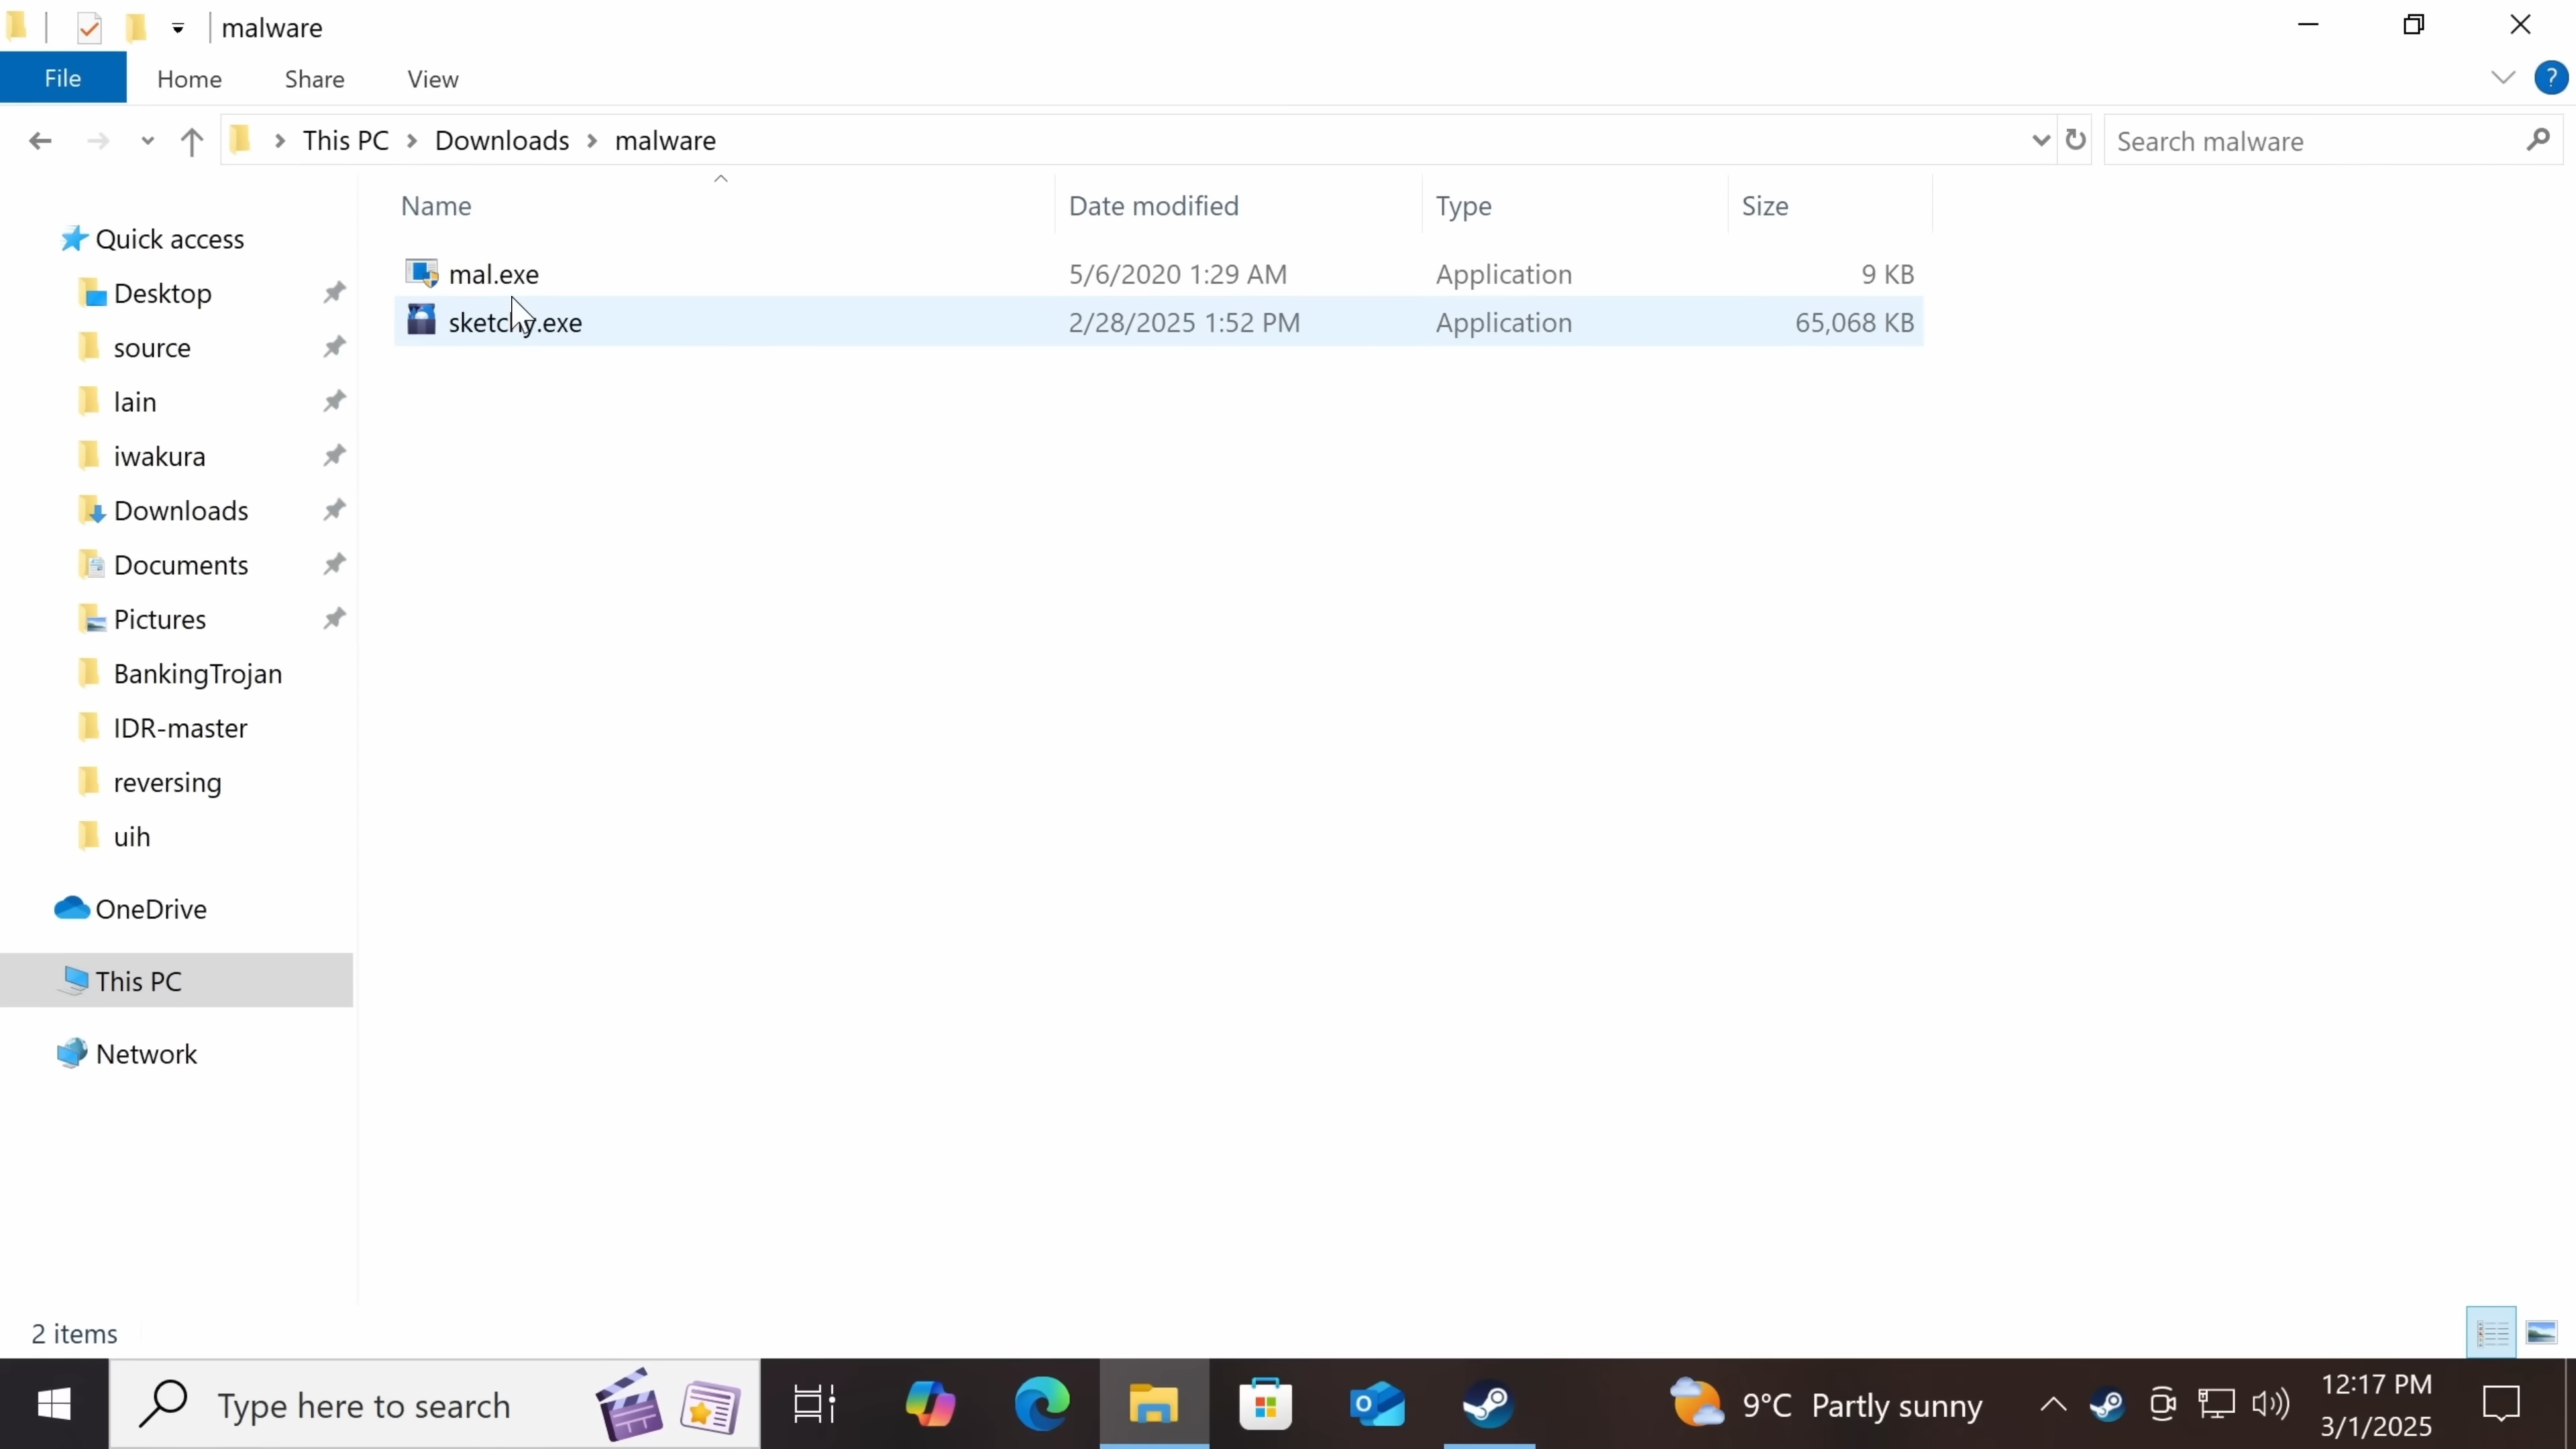 malware
File Home Share View
This PC Downloads malware
Search malware
Name Date modified Type Size
mal.exe 5/6/2020 1:29 AM Application 9 KB
sketchy.exe 2/28/2025 1:52 PM Application 65,068 KB
Quick access
Desktop
source
lain
iwakura
Downloads
Documents
Pictures
BankingTrojan
IDR-master
reversing
uih
OneDrive
This PC
Network
2 items
Type here to search
9°C Partly sunny
12:17 PM
3/1/2025